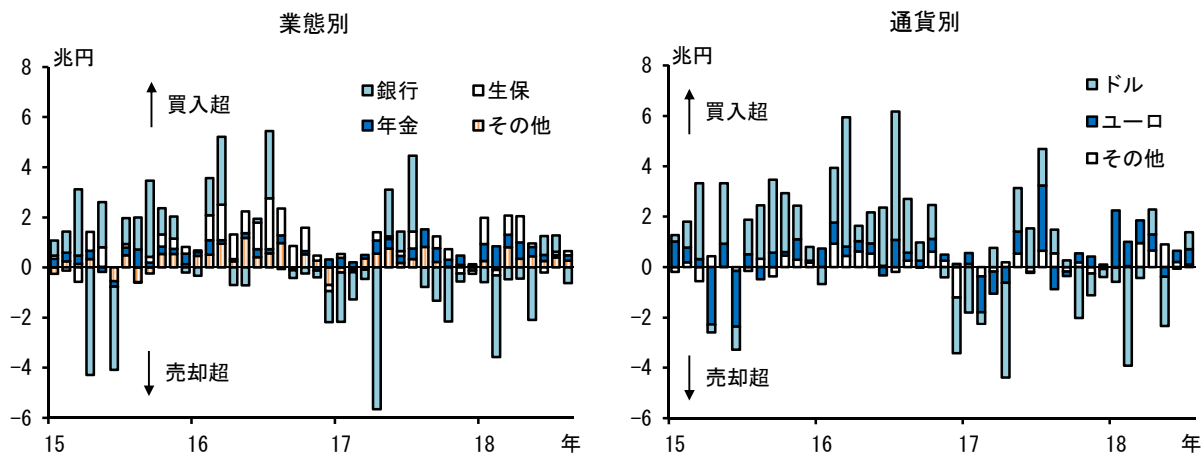 業態別
兆円
8
6
4
2
0
-2
-4
-6
買入超
売却超
銀行
生保
年金
その他
15
16
17
18
年
通貨別
兆円
8
6
4
2
0
-2
-4
-6
買入超
売却超
ドル
ユーロ
その他
15
16
17
18
年